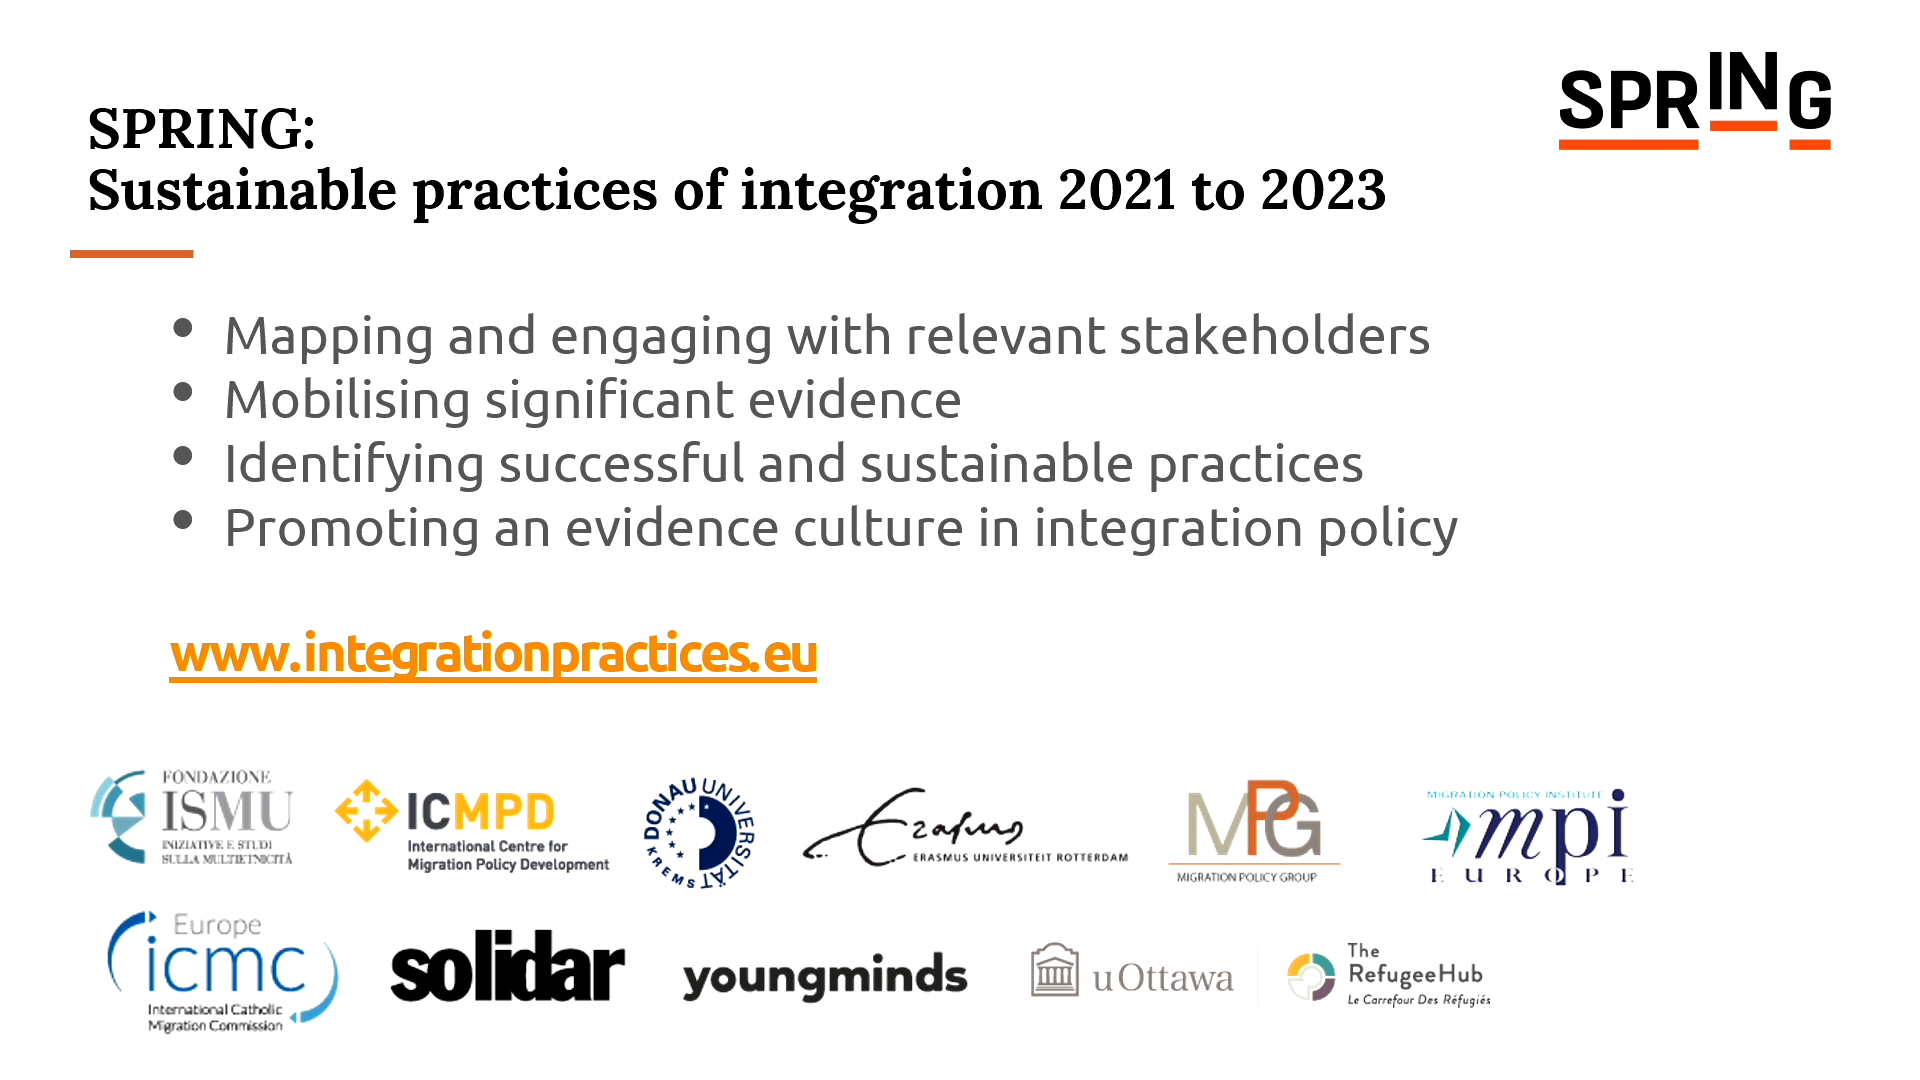 SPRING
SPRING:
Sustainable practices of integration 2021 to 2023
• Mapping and engaging with relevant stakeholders
• Mobilising significant evidence
• Identifying successful and sustainable practices
• Promoting an evidence culture in integration policy
www.integrationpractices.eu
FONDAZIONE
ISMU
INIZIATIVE E STUDI
SULLA MULTIETNICITÀ
ICMPD
International Centre for
Migration Policy Development
DONAU UNIVERSITÄT
KREMS
Erasmus
ERASMUS UNIVERSITEIT ROTTERDAM
MPG
MIGRATION POLICY GROUP
MIGRATION POLICY INSTITUTE
mpi
EUROPE
Europe
icmc
International Catholic
Migration Commission
solidar
youngminds
uOttawa
The
RefugeeHub
Le Carrefour Des Réfugiés